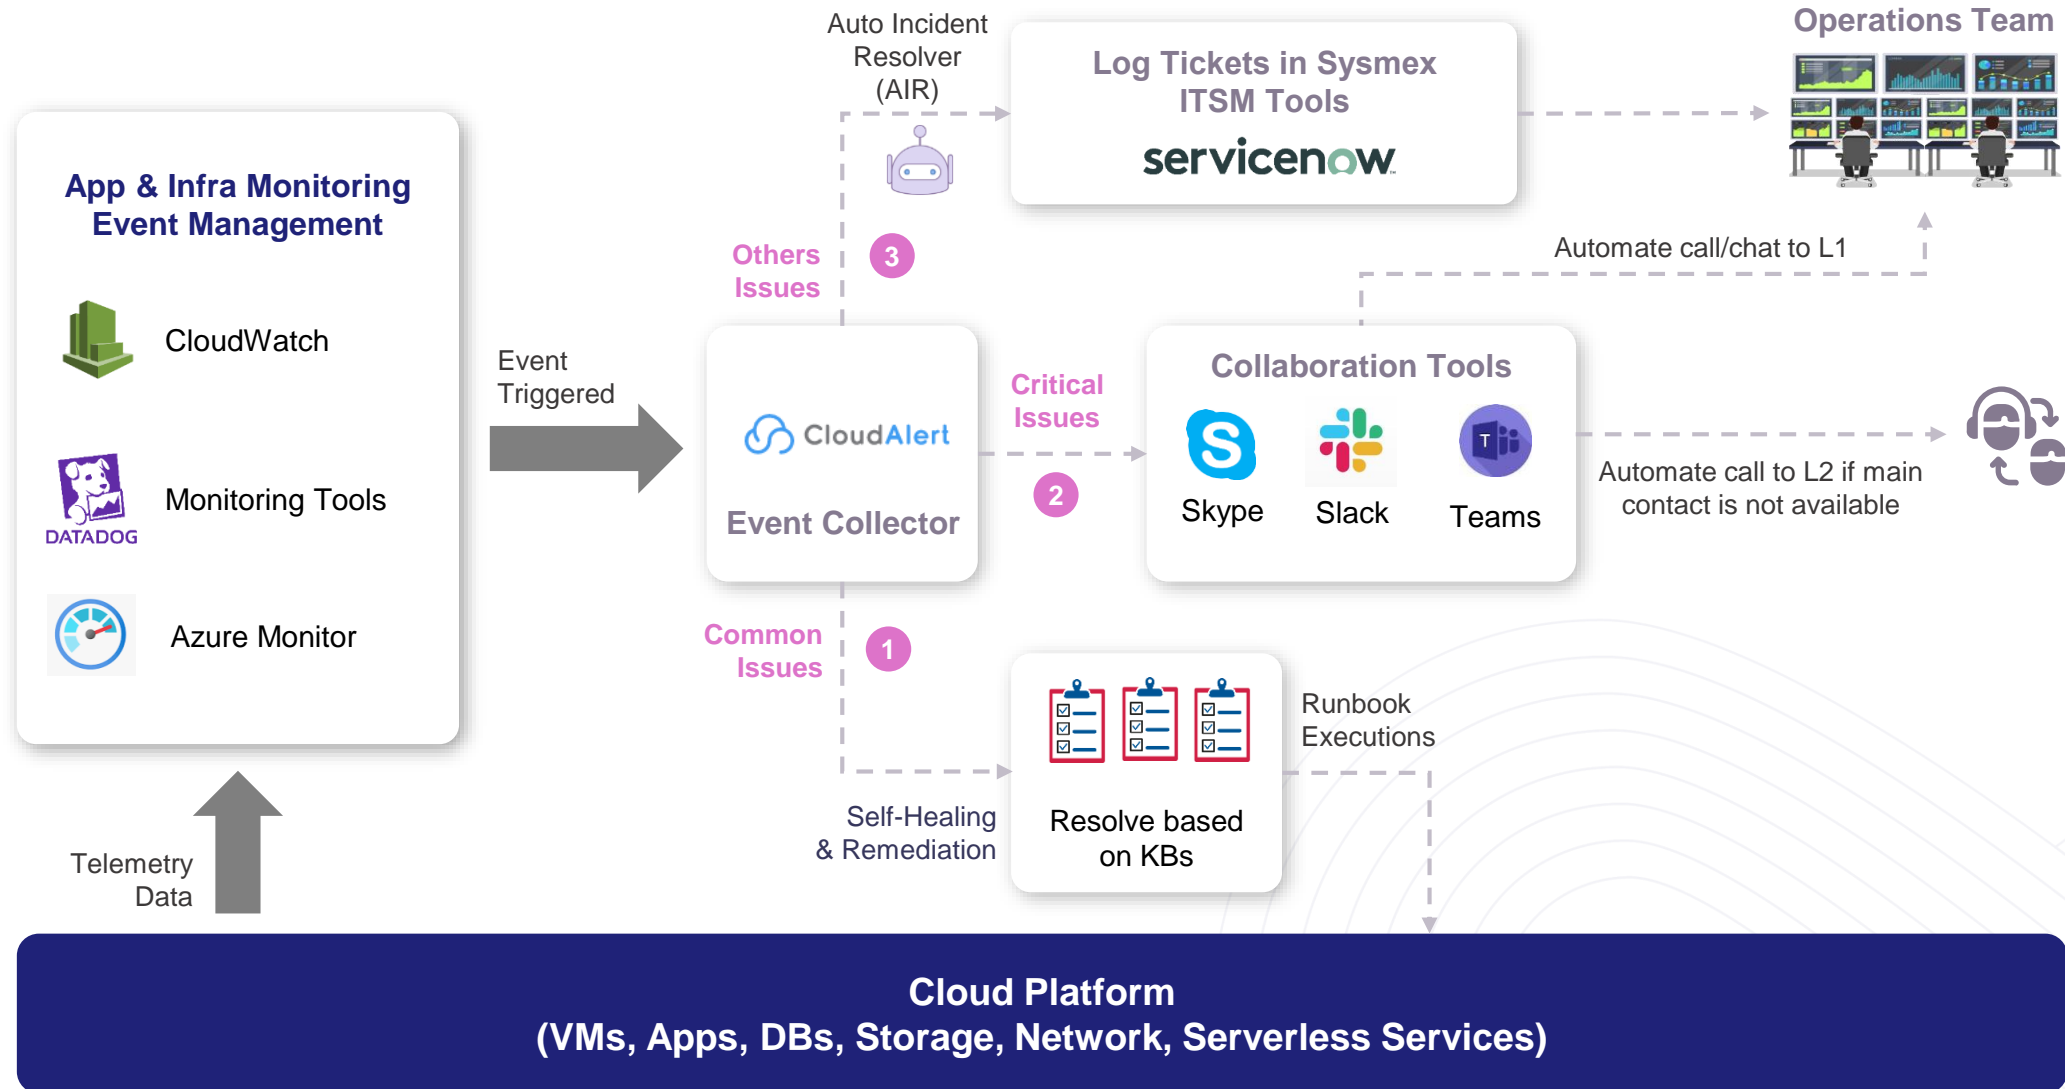 Auto Incident
Resolver
(AIR)
Log Tickets in Sysmex
ITSM Tools
servicenow
Operations Team
App & Infra Monitoring
Event Management
CloudWatch
DATADOG
Monitoring Tools
Azure Monitor
Event
Triggered
Others
Issues
3
CloudAlert
Event Collector
Critical
Issues
2
Automate call/chat to L1
Collaboration Tools
S
T
Skype
Slack
Teams
Automate call to L2 if main
contact is not available
Common
Issues
1
Self-Healing
& Remediation
Resolve based
on KBs
Runbook
Executions
Telemetry
Data
Cloud Platform
(VMs, Apps, DBs, Storage, Network, Serverless Services)